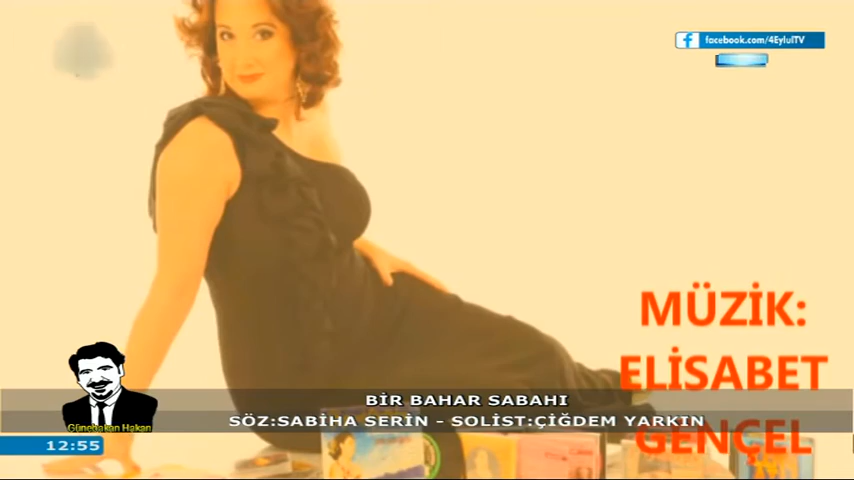 facebook.com/4EylulTV
MÜZİK:
ELİSABET
GENÇEL
BİR BAHAR SABAHI
SÖZ:SABİHA SERİN - SOLİST:ÇİĞDEM YARKIN
Günebakan Hakan
12:55